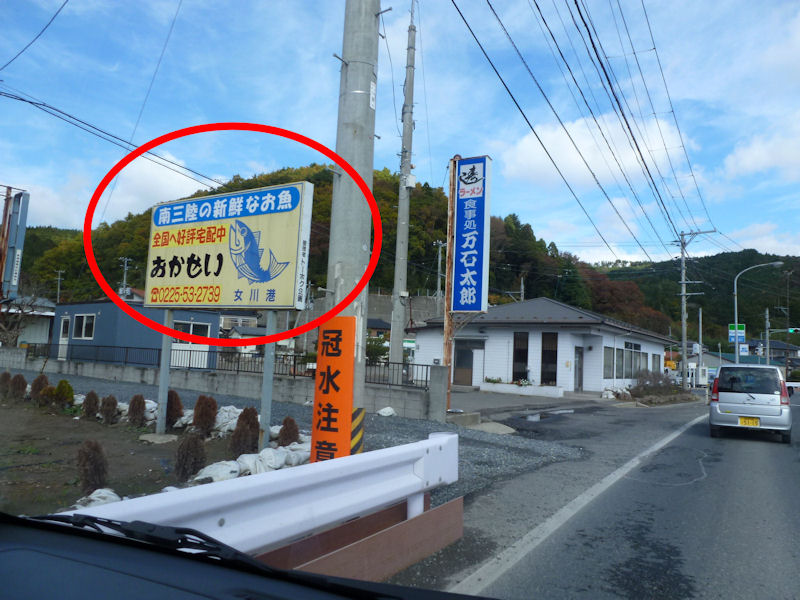 南三陸の新鮮なお魚
全国へ好評宅配中
おかせい
☎0225-53-2739
女川港
ラーメン
食事処
万石太郎
冠水注意